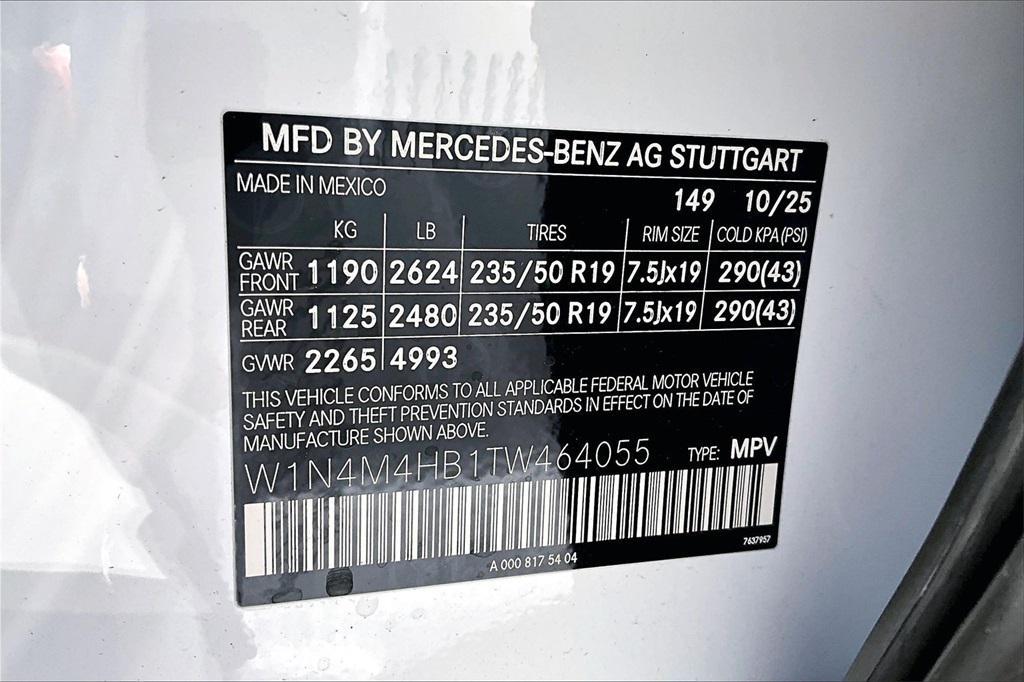 MFD BY MERCEDES-BENZ AG STUTTGART
MADE IN MEXICO 149 10/25
KG LB TIRES RIM SIZE COLD KPA (PSI)
GAWR FRONT 1190 2624 235/50 R19 7.5Jx19 290(43)
GAWR REAR 1125 2480 235/50 R19 7.5Jx19 290(43)
GVWR 2265 4993
THIS VEHICLE CONFORMS TO ALL APPLICABLE FEDERAL MOTOR VEHICLE
SAFETY AND THEFT PREVENTION STANDARDS IN EFFECT ON THE DATE OF
MANUFACTURE SHOWN ABOVE.
W1N4M4HB1TW464055 TYPE: MPV
7637957
A 000 817 54 04